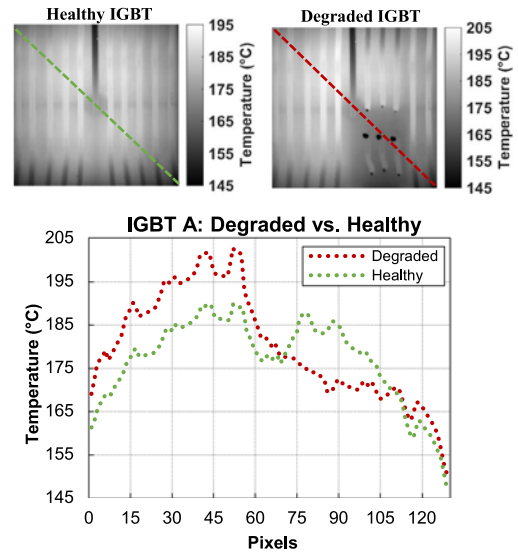 Healthy IGBT
Degraded IGBT
195
185
175
165
155
145
Temperature (°C)
205
195
185
175
165
155
145
Temperature (°C)
IGBT A: Degraded vs. Healthy
205
195
185
175
165
155
145
Temperature (°C)
Degraded
Healthy
0 15 30 45 60 75 90 105 120
Pixels